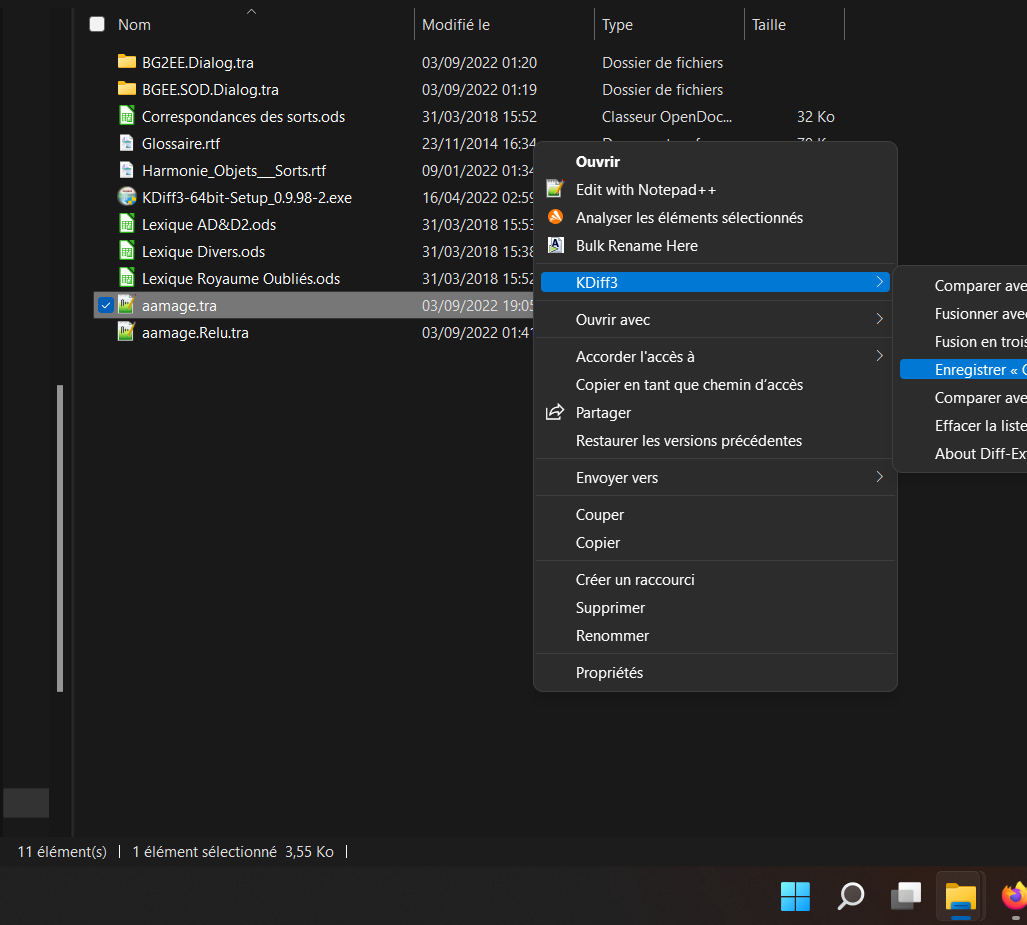 Nom Modifié le Type Taille
BG2EE.Dialog.tra 03/09/2022 01:20 Dossier de fichiers
BGEE.SOD.Dialog.tra 03/09/2022 01:19 Dossier de fichiers
Correspondances des sorts.ods 31/03/2018 15:52 Classeur OpenDoc... 32 Ko
Glossaire.rtf 23/11/2014 16:34
Harmonie_Objets___Sorts.rtf 09/01/2022 01:34
KDiff3-64bit-Setup_0.9.98-2.exe 16/04/2022 02:59
Lexique AD&D2.ods 31/03/2018 15:53
Lexique Divers.ods 31/03/2018 15:38
Lexique Royaume Oubliés.ods 31/03/2018 15:52
aamage.tra 03/09/2022 19:05
aamage.Relu.tra 03/09/2022 01:41
Ouvrir
Edit with Notepad++
Analyser les éléments sélectionnés
Bulk Rename Here
KDiff3
Ouvrir avec
Accorder l'accès à
Copier en tant que chemin d'accès
Partager
Restaurer les versions précédentes
Envoyer vers
Couper
Copier
Créer un raccourci
Supprimer
Renommer
Propriétés
Comparer ave
Fusionner ave
Fusion en trois
Enregistrer «
Comparer ave
Effacer la liste
About Diff-Ex
11 élément(s) | 1 élément sélectionné 3,55 Ko |